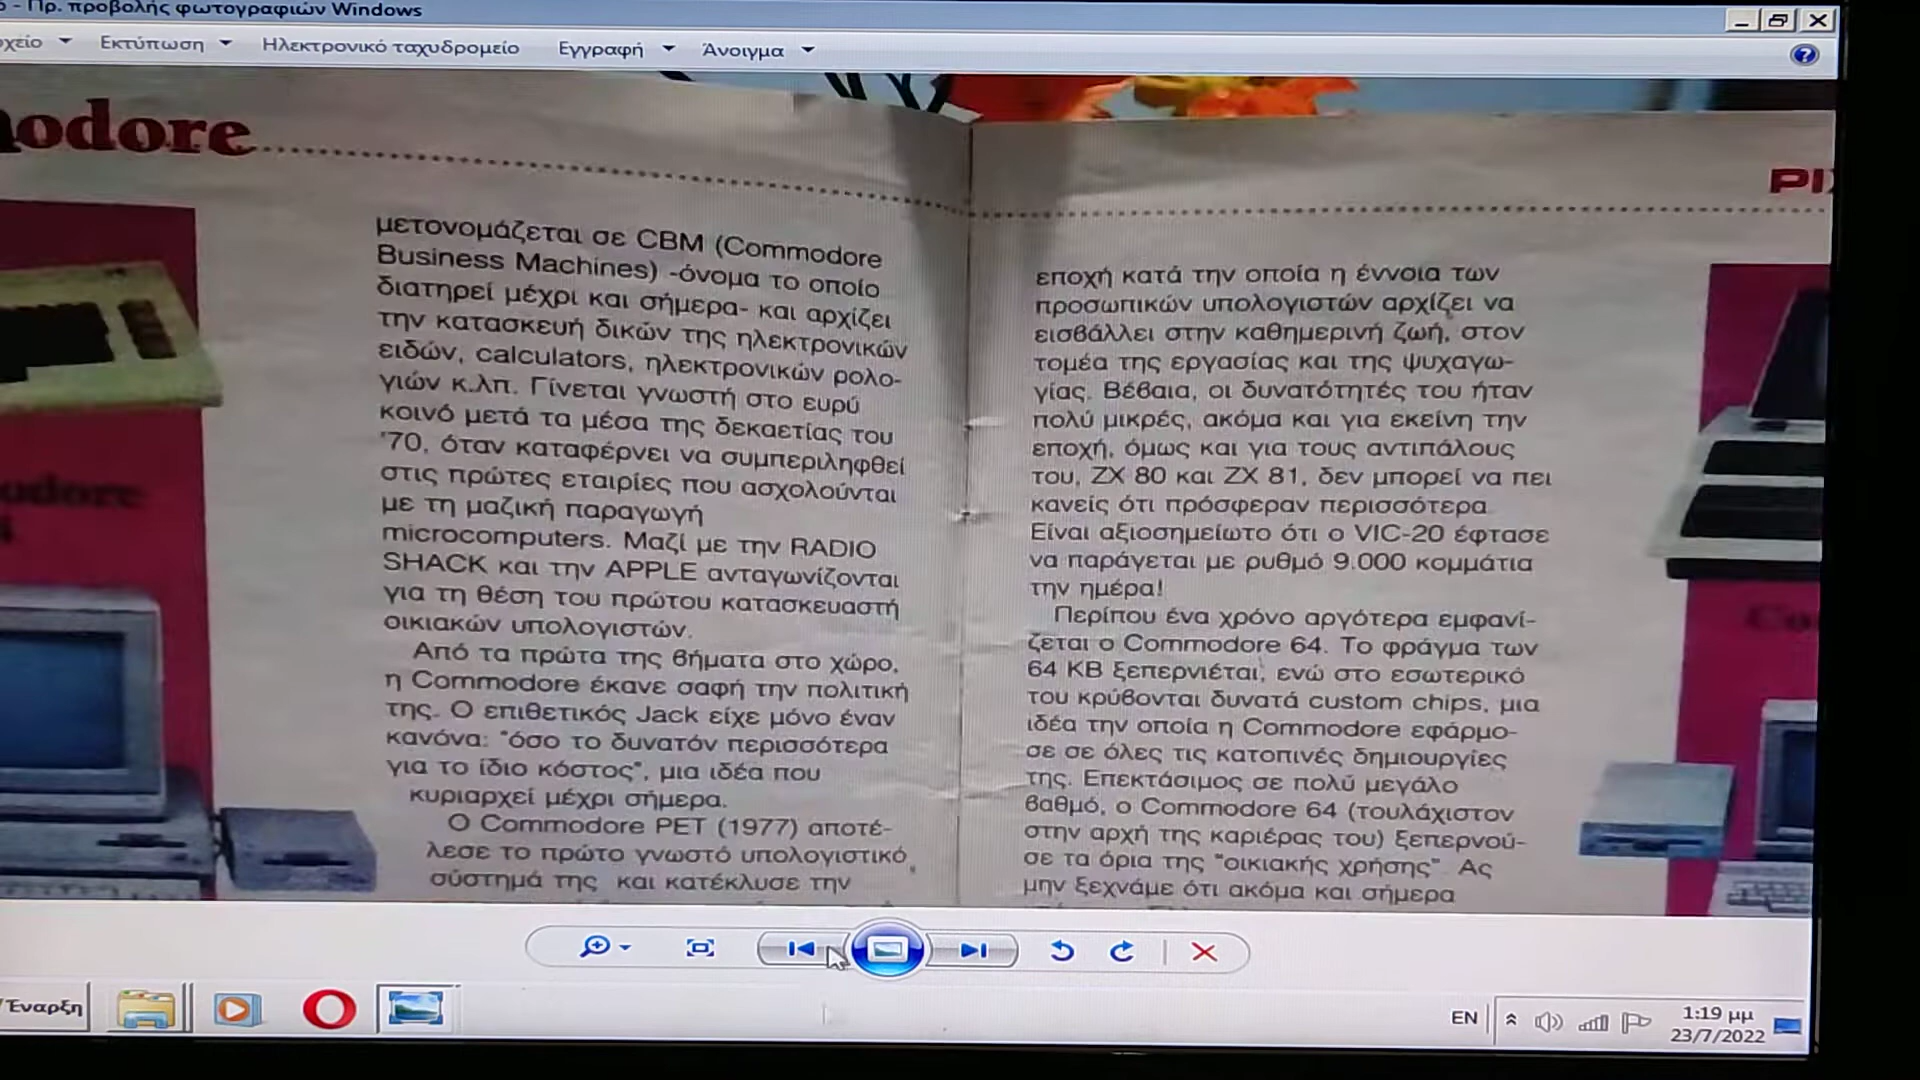 - Πρ. προβολής φωτογραφιών Windows
Εκτύπωση Ηλεκτρονικό ταχυδρομείο Εγγραφή Άνοιγμα
odore
PI
μετονομάζεται σε CBM (Commodore
Business Machines) -όνομα το οποίο
διατηρεί μέχρι και σήμερα- και αρχίζει
την κατασκευή δικών της ηλεκτρονικών
ειδών, calculators, ηλεκτρονικών ρολο-
γιών κ.λπ. Γίνεται γνωστή στο ευρύ
κοινό μετά τα μέσα της δεκαετίας του
'70, όταν καταφέρνει να συμπεριληφθεί
στις πρώτες εταιρίες που ασχολούνται
με τη μαζική παραγωγή
microcomputers. Μαζί με την RADIO
SHACK και την APPLE ανταγωνίζονται
για τη θέση του πρώτου κατασκευαστή
οικιακών υπολογιστών.
Από τα πρώτα της βήματα στο χώρο,
η Commodore έκανε σαφή την πολιτική
της. Ο επιθετικός Jack είχε μόνο έναν
κανόνα: "όσο το δυνατόν περισσότερα
για το ίδιο κόστος", μια ιδέα που
κυριαρχεί μέχρι σήμερα.
Ο Commodore PET (1977) αποτέ-
λεσε το πρώτο γνωστό υπολογιστικό
σύστημά της και κατέκλυσε την
εποχή κατά την οποία η έννοια των
προσωπικών υπολογιστών αρχίζει να
εισβάλλει στην καθημερινή ζωή, στον
τομέα της εργασίας και της ψυχαγω-
γίας. Βέβαια, οι δυνατότητές του ήταν
πολύ μικρές, ακόμα και για εκείνη την
εποχή, όμως και για τους αντιπάλους
του, ZX 80 και ZX 81, δεν μπορεί να πει
κανείς ότι πρόσφεραν περισσότερα.
Είναι αξιοσημείωτο ότι ο VIC-20 έφτασε
να παράγεται με ρυθμό 9.000 κομμάτια
την ημέρα!
Περίπου ένα χρόνο αργότερα εμφανί-
ζεται ο Commodore 64. Το φράγμα των
64 KB ξεπερνιέται, ενώ στο εσωτερικό
του κρύβονται δυνατά custom chips, μια
ιδέα την οποία η Commodore εφάρμο-
σε σε όλες τις κατοπινές δημιουργίες
της. Επεκτάσιμος σε πολύ μεγάλο
βαθμό, ο Commodore 64 (τουλάχιστον
στην αρχή της καριέρας του) ξεπερνού-
σε τα όρια της "οικιακής χρήσης". Ας
μην ξεχνάμε ότι ακόμα και σήμερα
Έναρξη
EN
1:19 μμ
23/7/2022